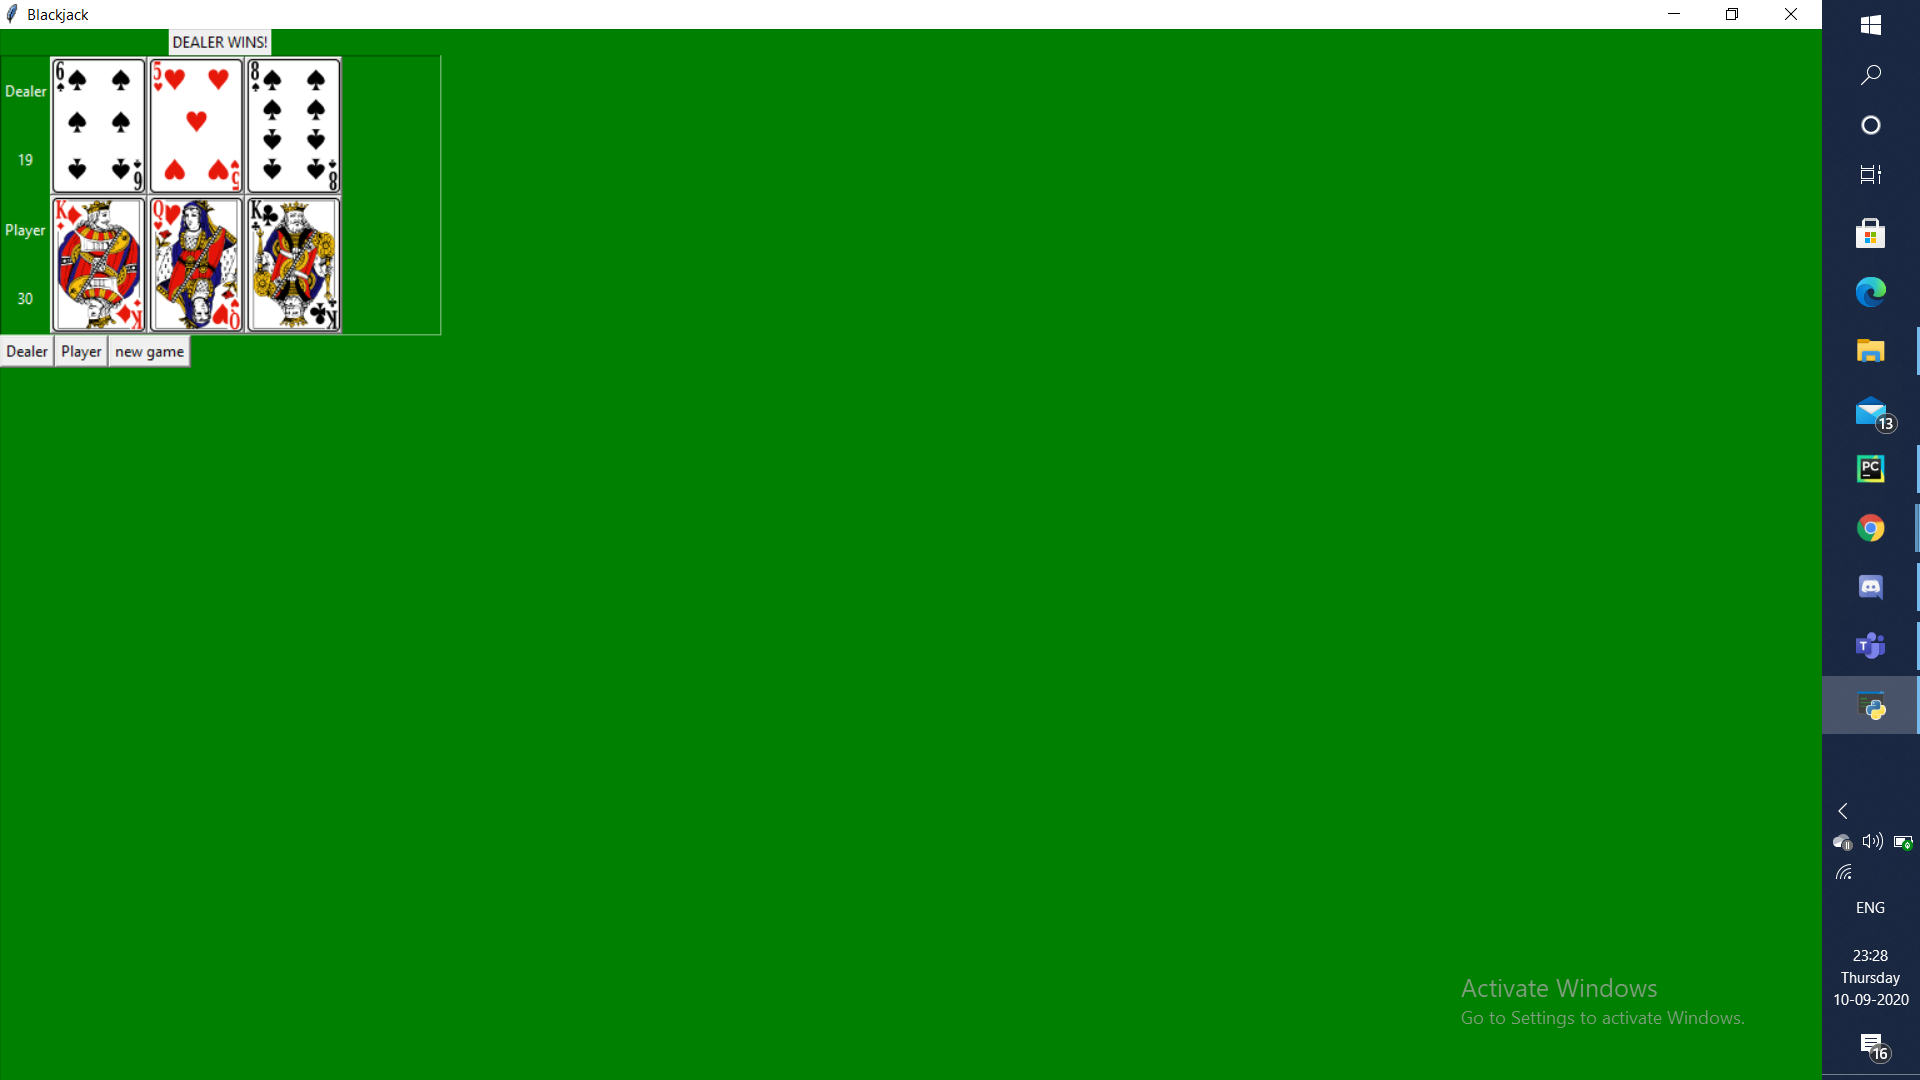 Blackjack
DEALER WINS!
Dealer
19
6 6
5 5
8 8
Player
30
K K
Q Q
K K
Dealer Player new game
13
PC
T
ENG
23:28
Thursday
10-09-2020
16
Activate Windows
Go to Settings to activate Windows.